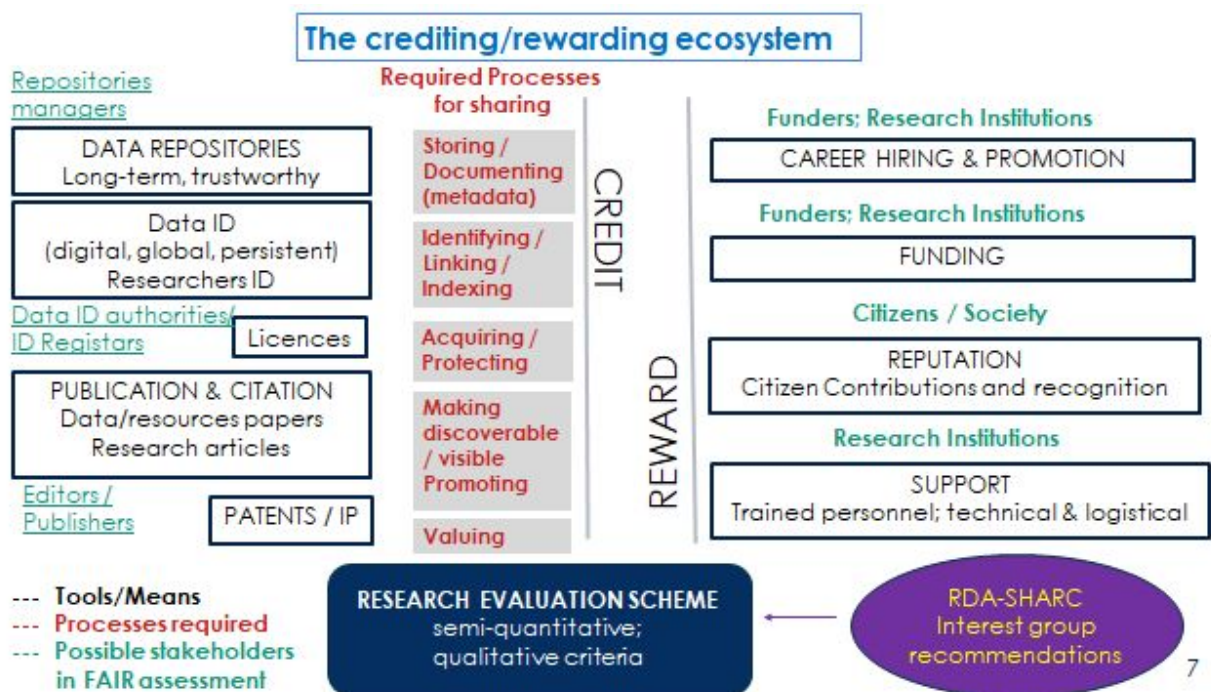 The crediting/rewarding ecosystem
Repositories
managers
DATA REPOSITORIES
Long-term, trustworthy
Data ID
(digital, global, persistent)
Researchers ID
Data ID authorities/
ID Registars
Licences
PUBLICATION & CITATION
Data/resources papers
Research articles
Editors /
Publishers
PATENTS / IP
Required Processes
for sharing
Storing /
Documenting
(metadata)
Identifying /
Linking /
Indexing
Acquiring /
Protecting
Making
discoverable
/ visible
Promoting
Valuing
CREDIT
REWARD
Funders; Research Institutions
CAREER HIRING & PROMOTION
Funders; Research Institutions
FUNDING
Citizens / Society
REPUTATION
Citizen Contributions and recognition
Research Institutions
SUPPORT
Trained personnel; technical & logistical
--- Tools/Means
--- Processes required
--- Possible stakeholders
in FAIR assessment
RESEARCH EVALUATION SCHEME
semi-quantitative;
qualitative criteria
RDA-SHARC
Interest group
recommendations
7